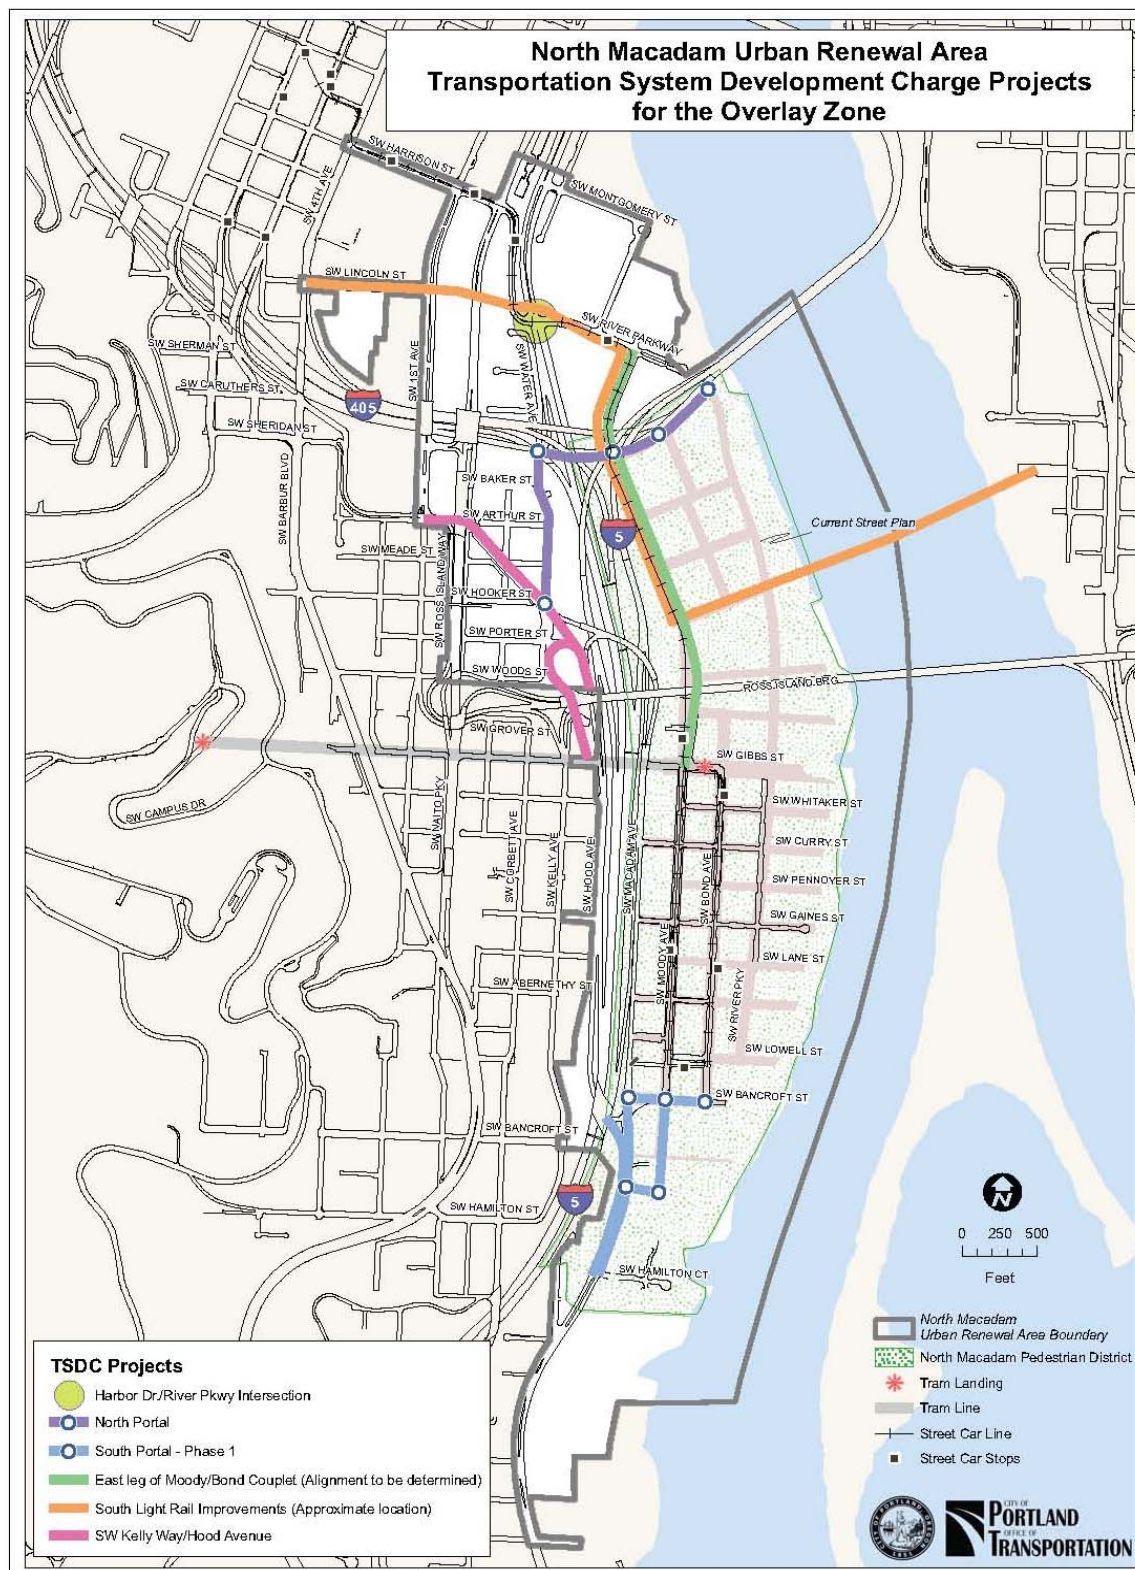 North Macadam Urban Renewal Area
Transportation System Development Charge Projects
for the Overlay Zone
SW HARRISON ST
SW MONTGOMERY ST
SW 4TH AVE
SW LINCOLN ST
SW RIVER PARKWAY
SW SHERMAN ST
SW 1ST AVE
SW WATER AVE
SW CARUTHERS ST
405
SW SHERIDAN ST
SW BARBUR BLVD
SW BAKER ST
SW ARTHUR ST
Current Street Plan
5
SW MEADE ST
SW ROSS ISLAND WAY
SW HOOKER ST
SW PORTER ST
SW WOODS ST
ROSS ISLAND BRG
SW GROVER ST
SW GIBBS ST
SW CAMPUS DR
SW NAITO PKY
SW WHITAKER ST
SW CORBETT AVE
SW KELLY AVE
SW HOOD AVE
SW MACADAM AVE
SW CURRY ST
SW BOND AVE
SW PENNOYER ST
SW GAINES ST
SW MOODY AVE
SW LANE ST
SW ABERNETHY ST
SW RIVER PKY
SW LOWELL ST
SW BANCROFT ST
SW BANCROFT ST
5
SW HAMILTON ST
SW HAMILTON CT
N
0 250 500
Feet
North Macadam
Urban Renewal Area Boundary
North Macadam Pedestrian District
Tram Landing
Tram Line
Street Car Line
Street Car Stops
TSDC Projects
Harbor Dr./River Pkwy Intersection
North Portal
South Portal - Phase 1
East leg of Moody/Bond Couplet (Alignment to be determined)
South Light Rail Improvements (Approximate location)
SW Kelly Way/Hood Avenue
CITY OF
PORTLAND
OFFICE OF
TRANSPORTATION